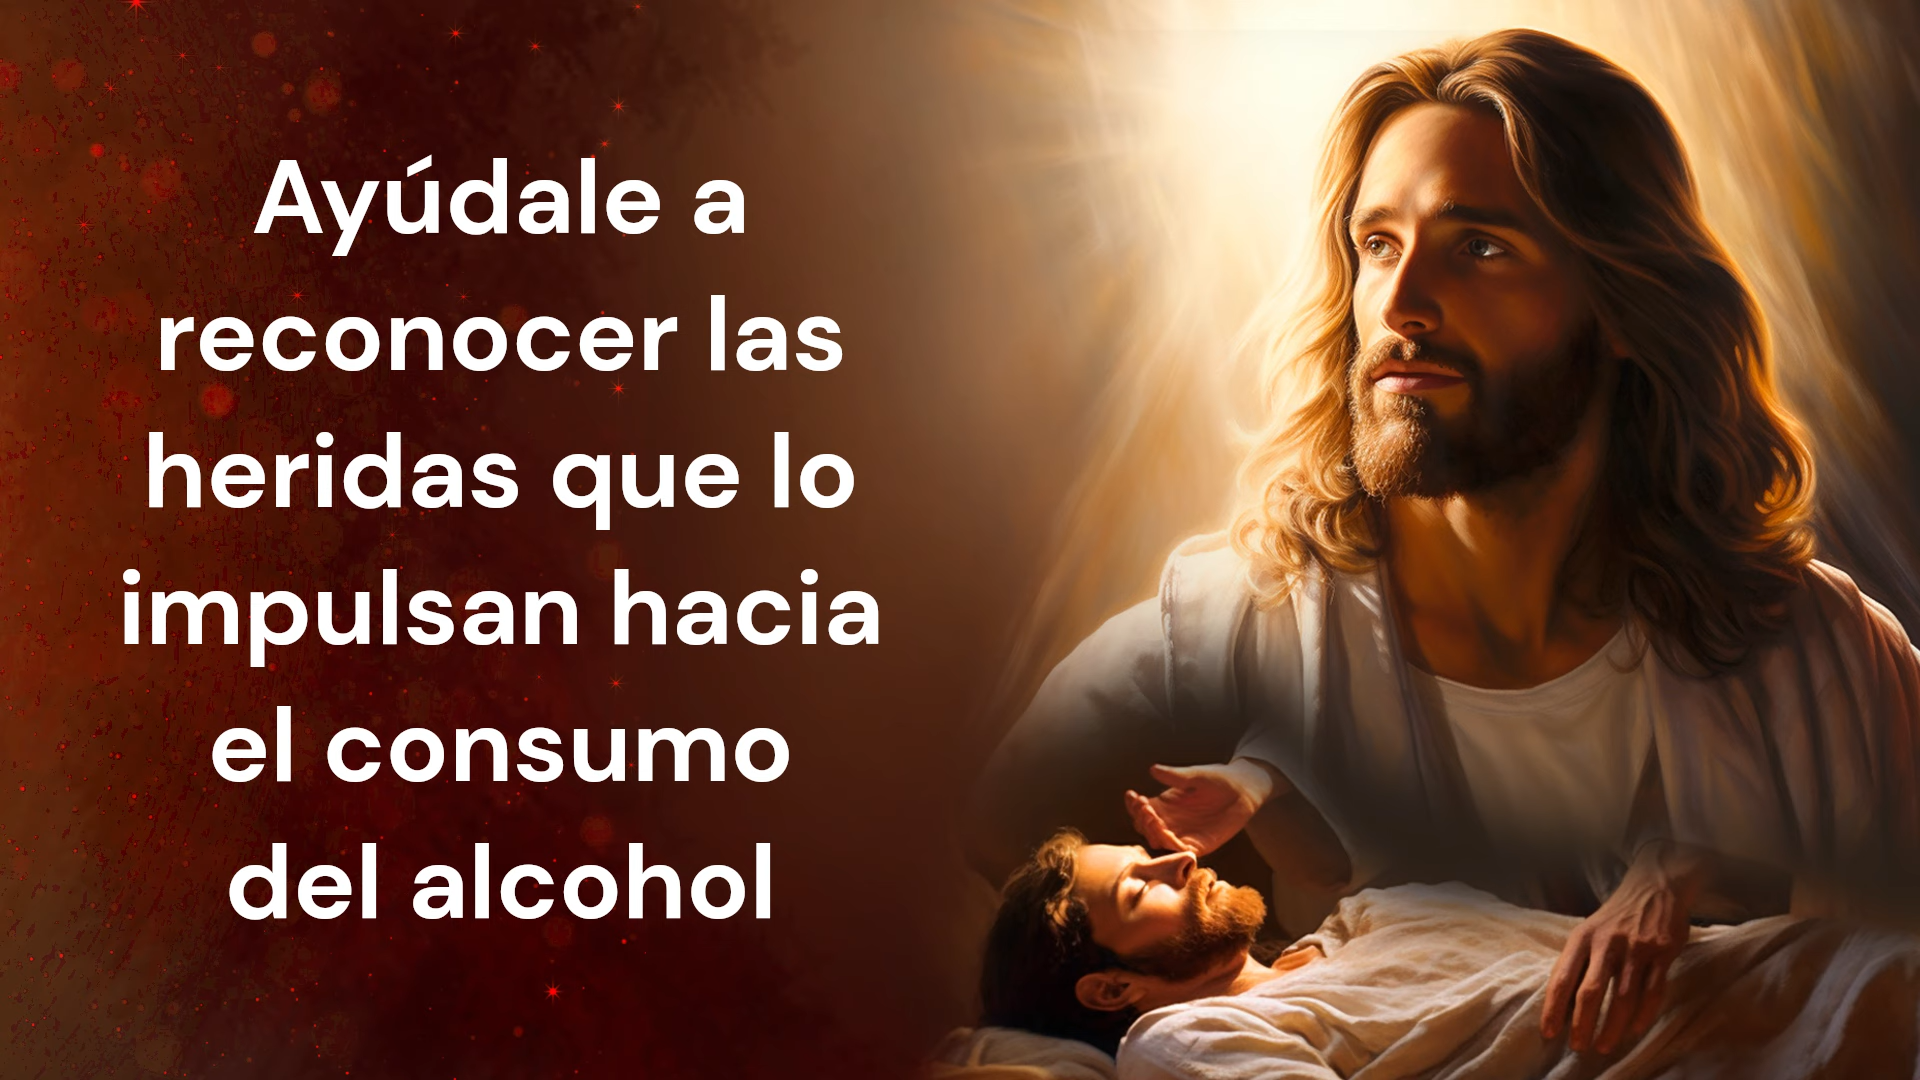 Ayúdale a
reconocer las
heridas que lo
impulsan hacia
el consumo
del alcohol